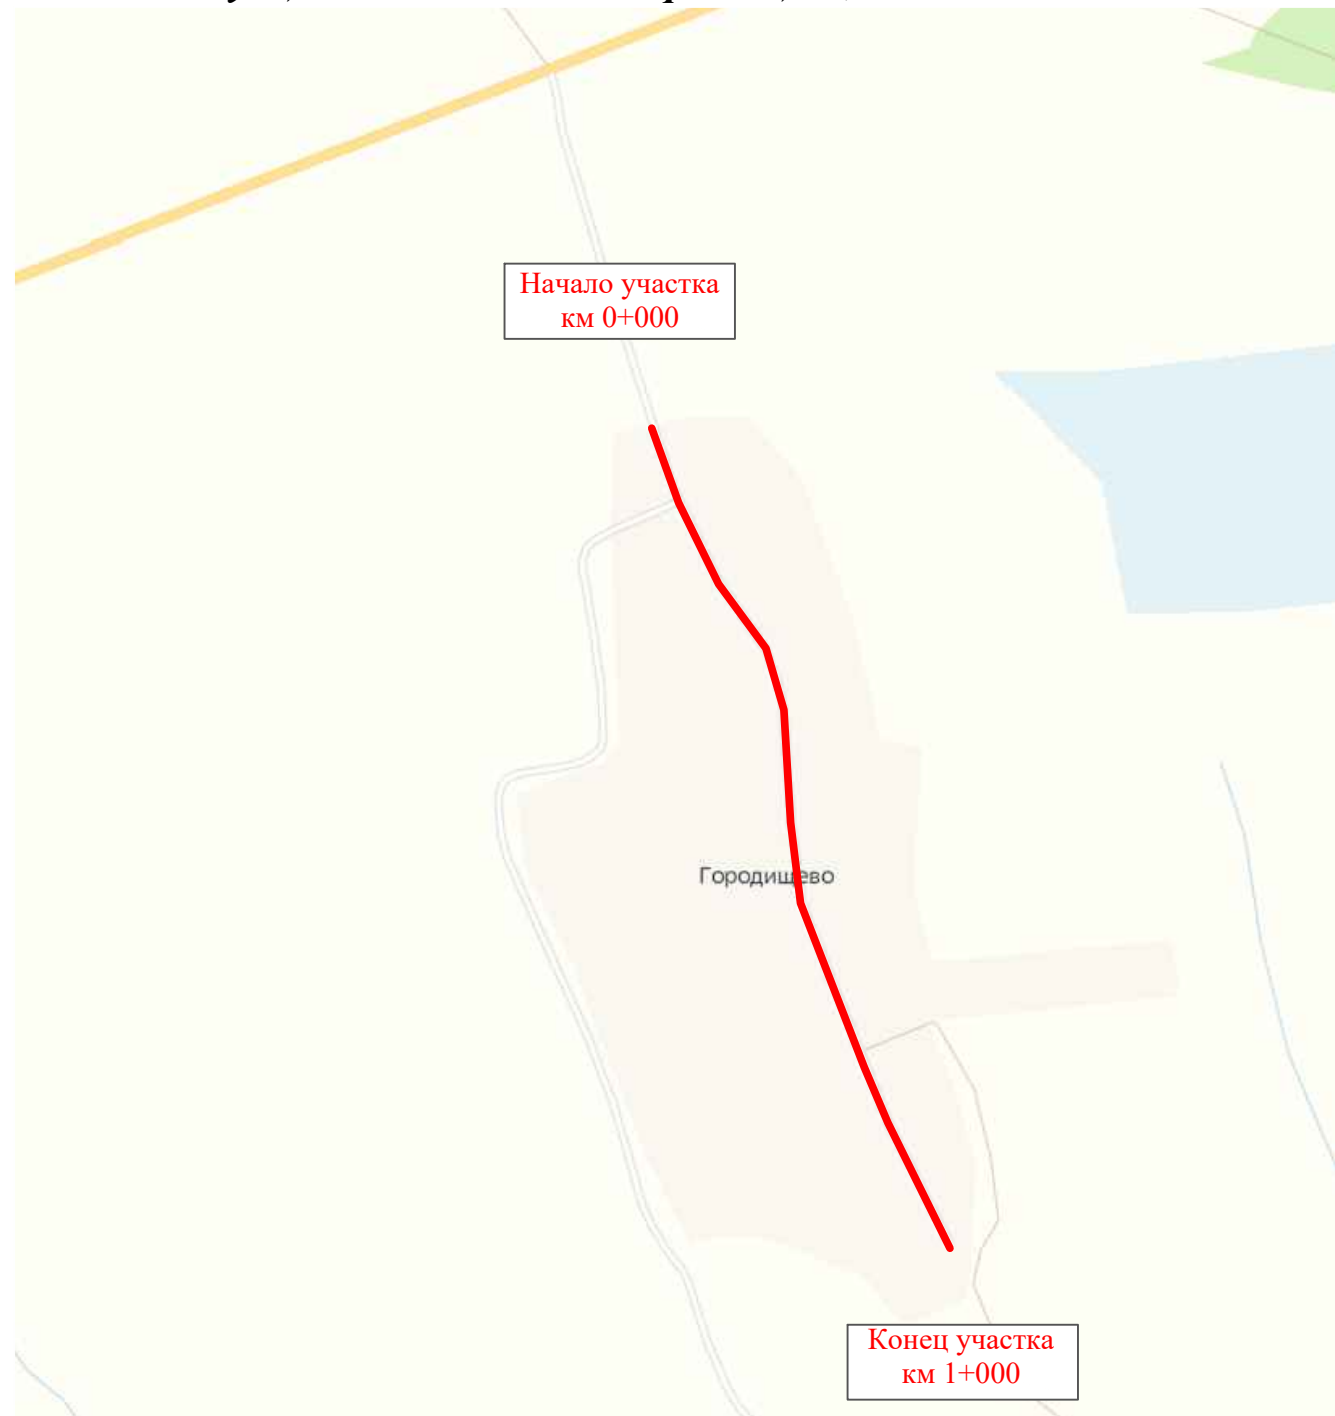 Начало участка
км 0+000
Городищево
Конец участка
км 1+000